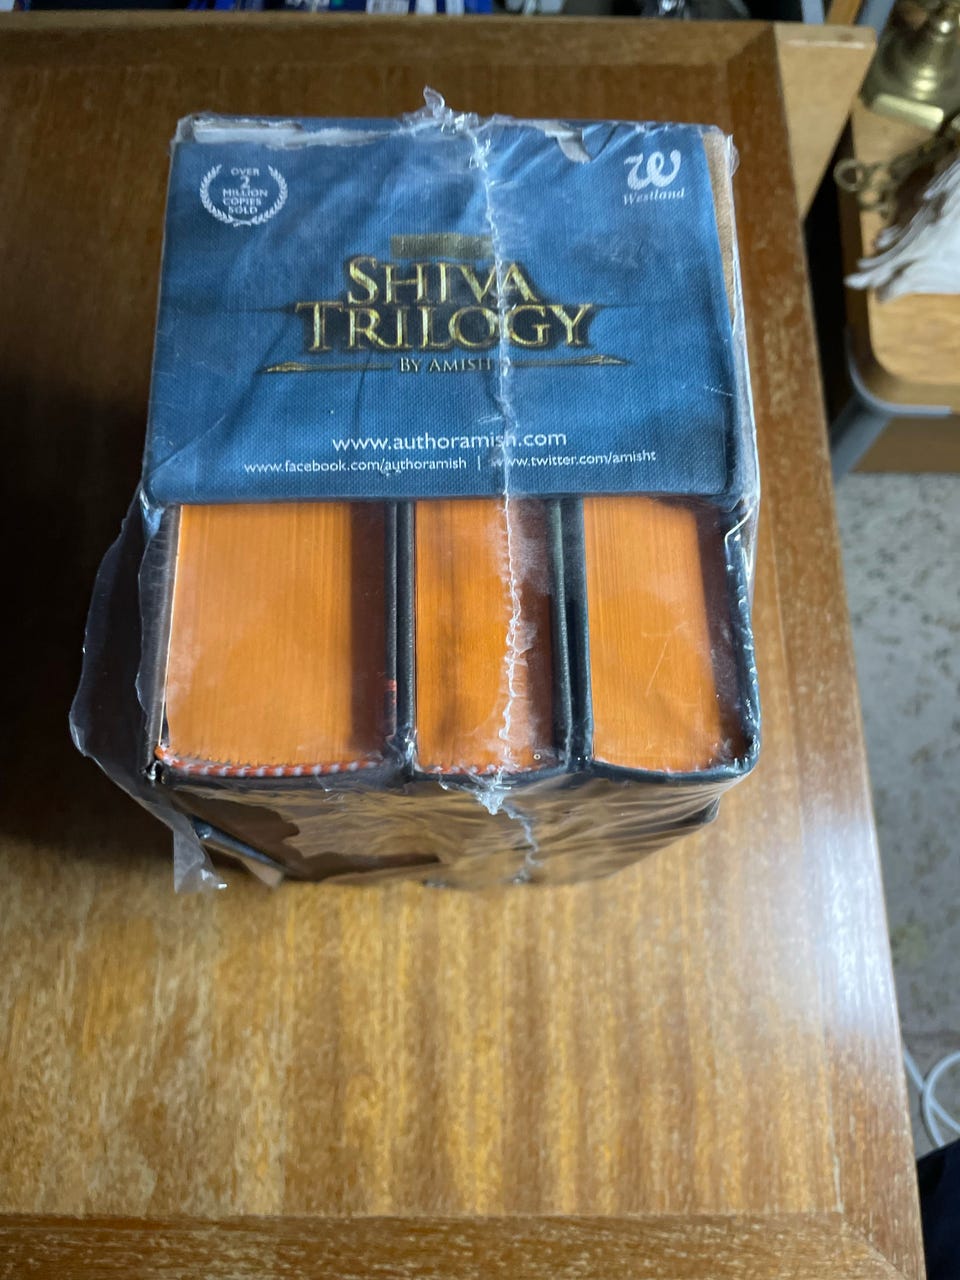 OVER
2
MILLION
COPIES
SOLD
W
Westland
SHIVA
TRILOGY
BY AMISH
www.authoramish.com
www.facebook.com/authoramish | www.twitter.com/amisht